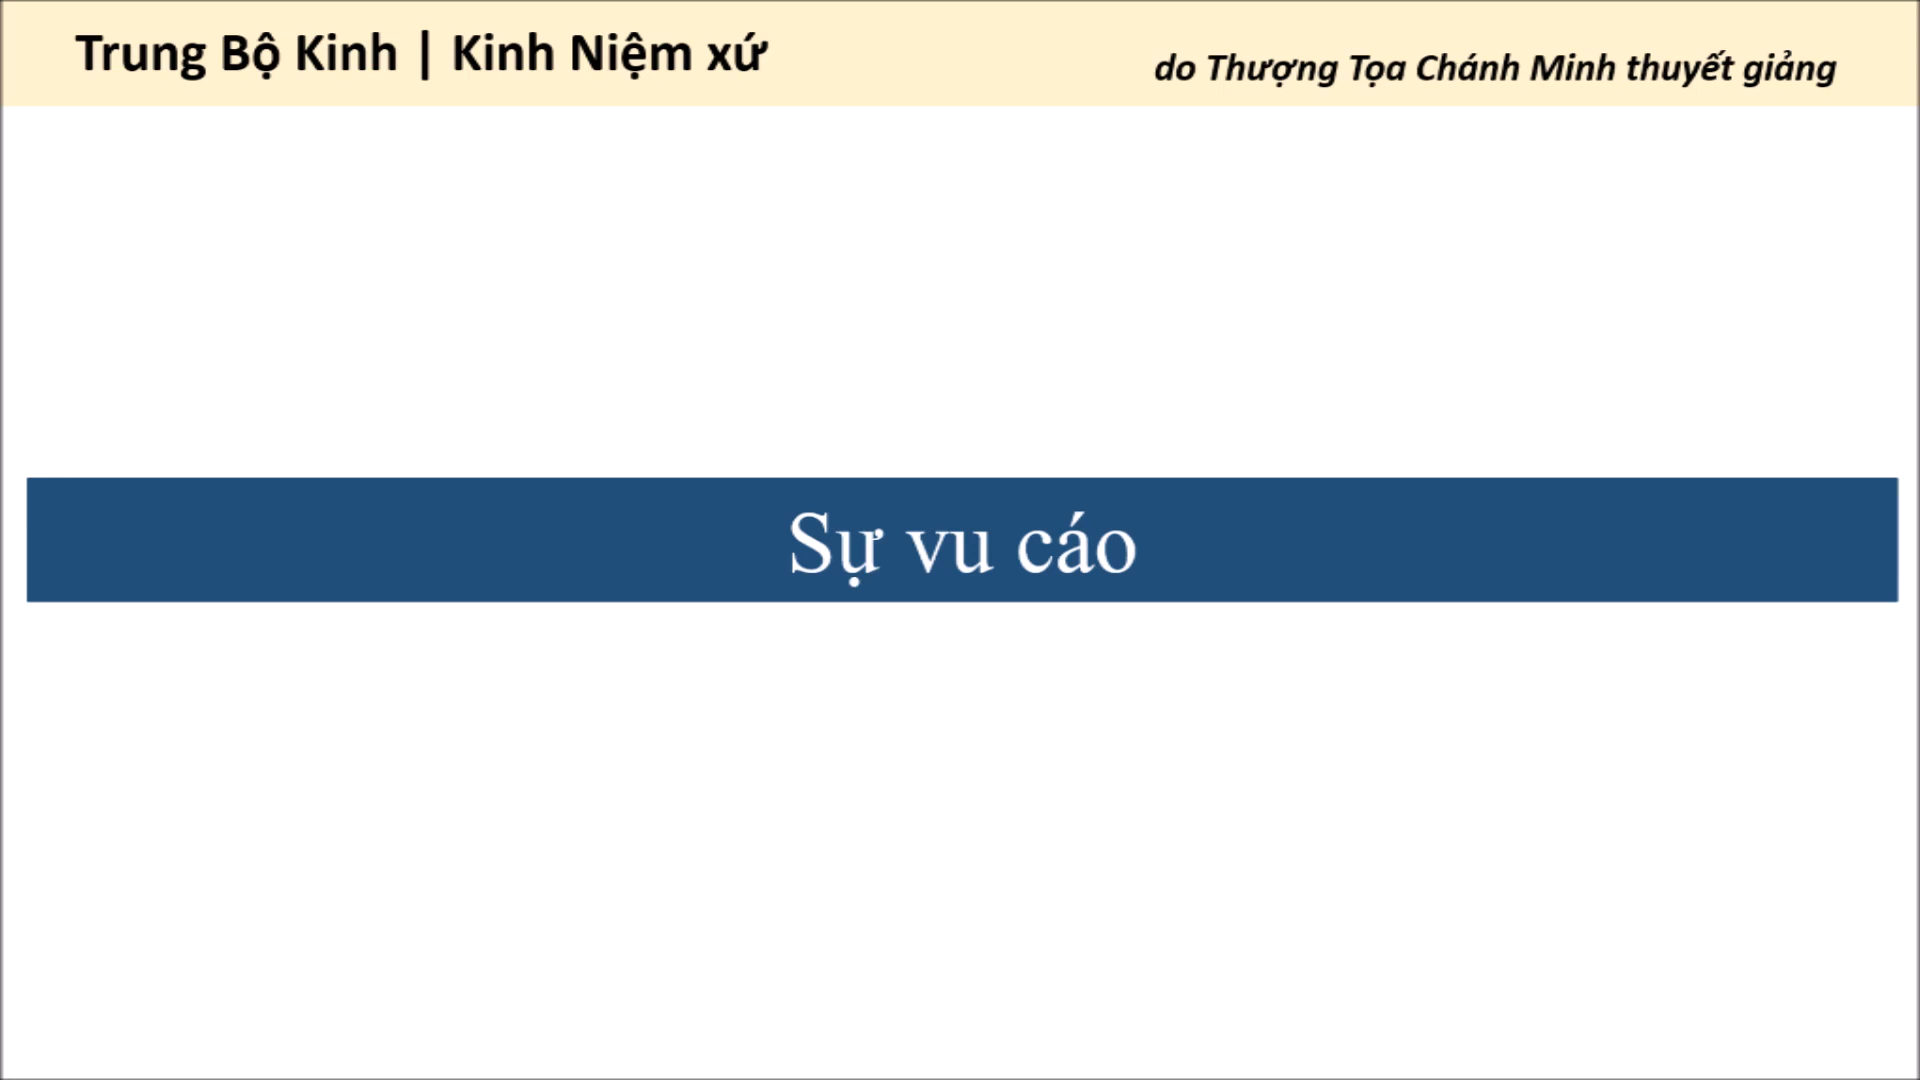 Trung Bộ Kinh | Kinh Niệm xứ
do Thượng Tọa Chánh Minh thuyết giảng
Sự vu cáo